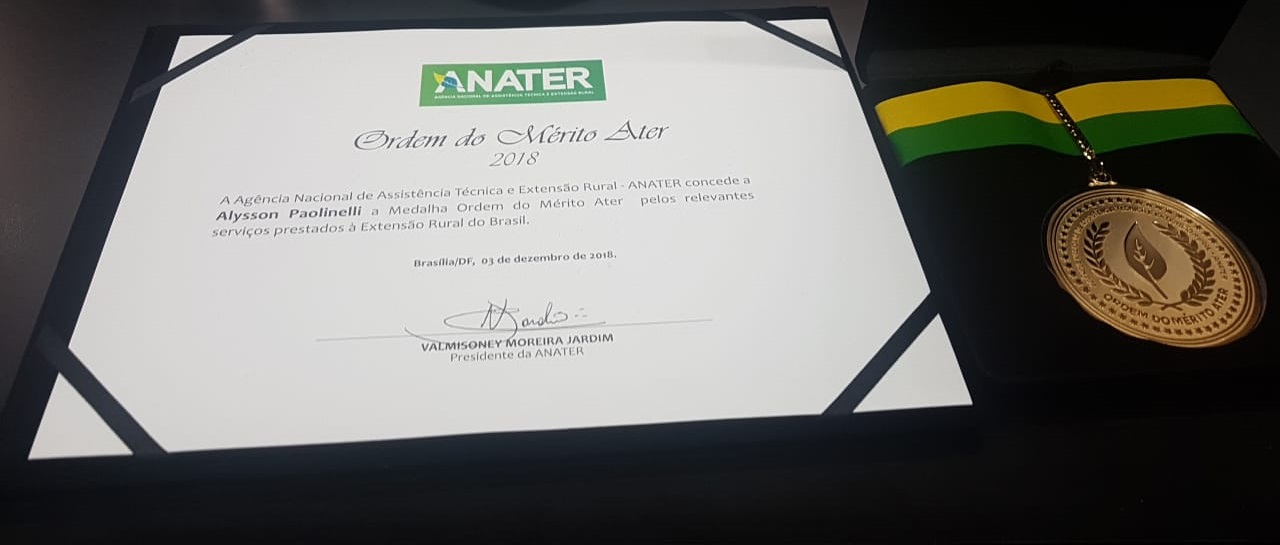 ANATER
AGÊNCIA NACIONAL DE ASSISTÊNCIA TÉCNICA E EXTENSÃO RURAL
Ordem do Mérito Ater
2018
A Agência Nacional de Assistência Técnica e Extensão Rural - ANATER concede a
Alysson Paolinelli a Medalha Ordem do Mérito Ater pelos relevantes
serviços prestados à Extensão Rural do Brasil.
Brasília/DF, 03 de dezembro de 2018.
VALMISONEY MOREIRA JARDIM
Presidente da ANATER
ORDEM DO MÉRITO ATER